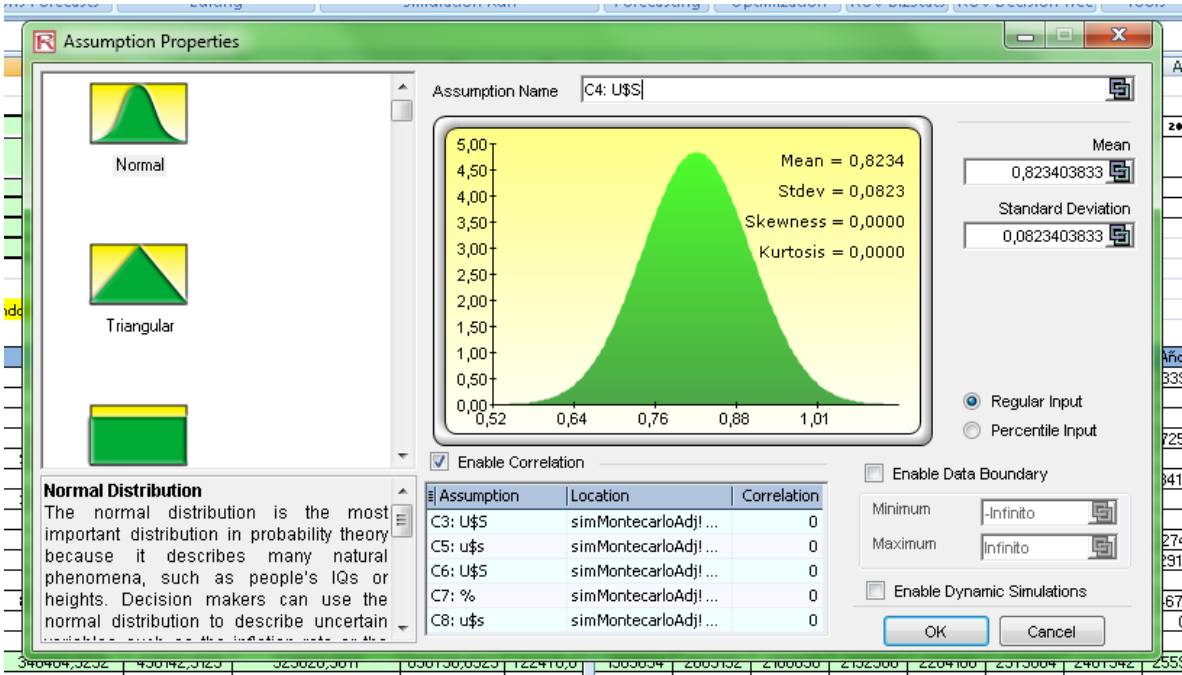 Assumption Properties
Normal
Triangular
Normal Distribution
The normal distribution is the most
important distribution in probability theory
because it describes many natural
phenomena, such as people's IQs or
heights. Decision makers can use the
normal distribution to describe uncertain
Assumption Name C4: U$S
5,00
4,50
4,00
3,50
3,00
2,50
2,00
1,50
1,00
0,50
0,00
0,52 0,64 0,76 0,88 1,01
Mean = 0,8234
Stdev = 0,0823
Skewness = 0,0000
Kurtosis = 0,0000
Mean
0,823403833
Standard Deviation
0,0823403833
Regular Input
Percentile Input
Enable Correlation
Assumption Location Correlation
C3: U$S simMontecarloAdj! ... 0
C5: u$s simMontecarloAdj! ... 0
C6: U$S simMontecarloAdj! ... 0
C7: % simMontecarloAdj! ... 0
C8: u$s simMontecarloAdj! ... 0
Enable Data Boundary
Minimum -Infinito
Maximum Infinito
Enable Dynamic Simulations
OK Cancel